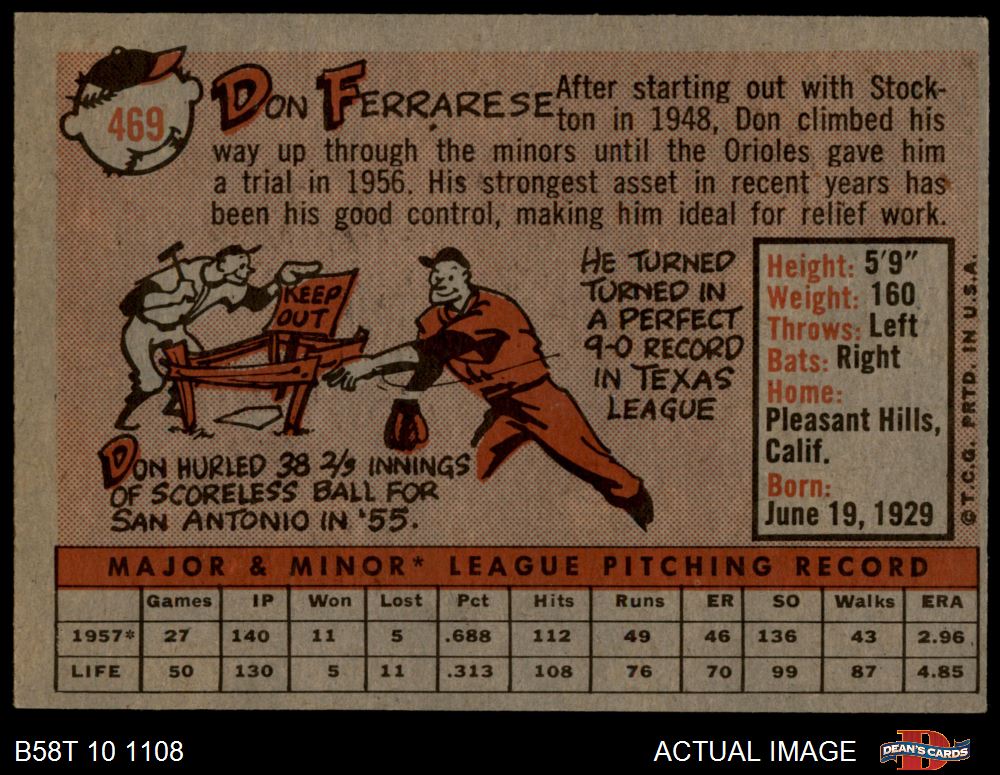 469
DON FERRARESE
After starting out with Stock-
ton in 1948, Don climbed his
way up through the minors until the Orioles gave him
a trial in 1956. His strongest asset in recent years has
been his good control, making him ideal for relief work.
KEEP
OUT
HE TURNED
TURNED IN
A PERFECT
9-0 RECORD
IN TEXAS
LEAGUE
DON HURLED 38 2/3 INNINGS
OF SCORELESS BALL FOR
SAN ANTONIO IN '55.
Height: 5'9"
Weight: 160
Throws: Left
Bats: Right
Home:
Pleasant Hills,
Calif.
Born:
June 19, 1929
© T.C.G. PRTD. IN U.S.A.
MAJOR & MINOR* LEAGUE PITCHING RECORD
Games IP Won Lost Pct Hits Runs ER SO Walks ERA
1957* 27 140 11 5 .688 112 49 46 136 43 2.96
LIFE 50 130 5 11 .313 108 76 70 99 87 4.85
B58T 10 1108
ACTUAL IMAGE
DEAN'S CARDS